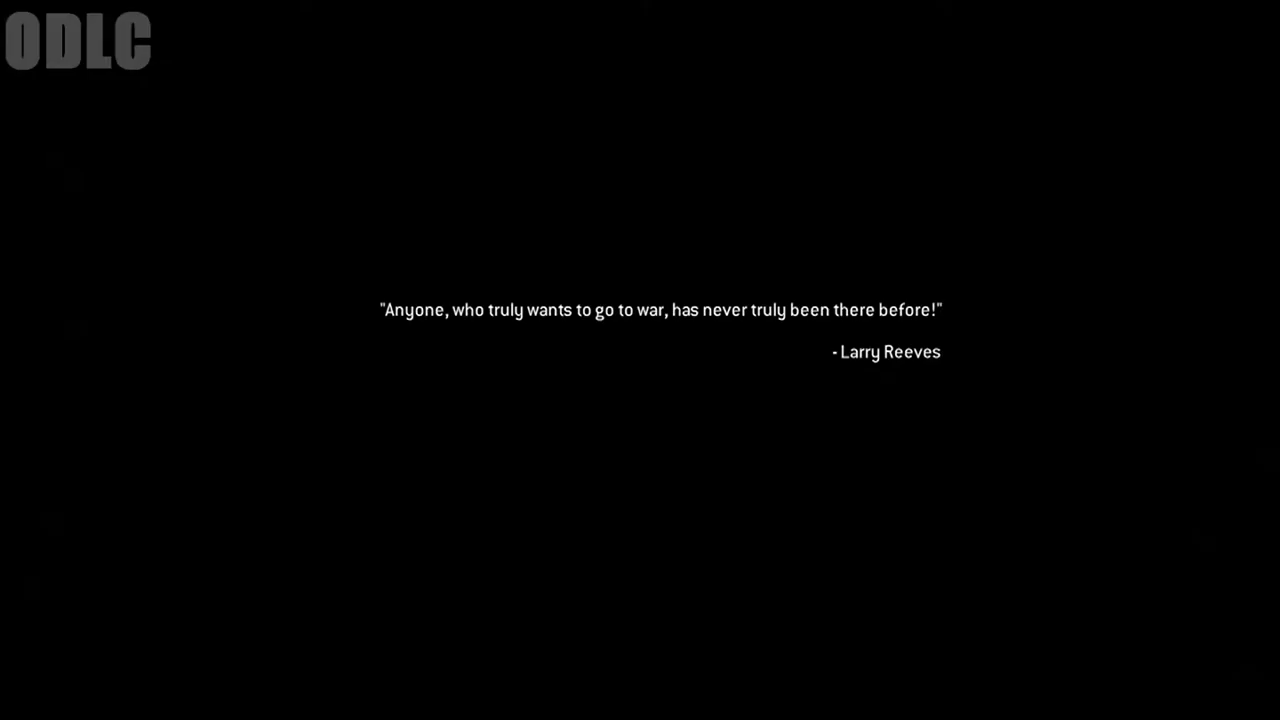 ODLC
"Anyone, who truly wants to go to war, has never truly been there before!"
- Larry Reeves